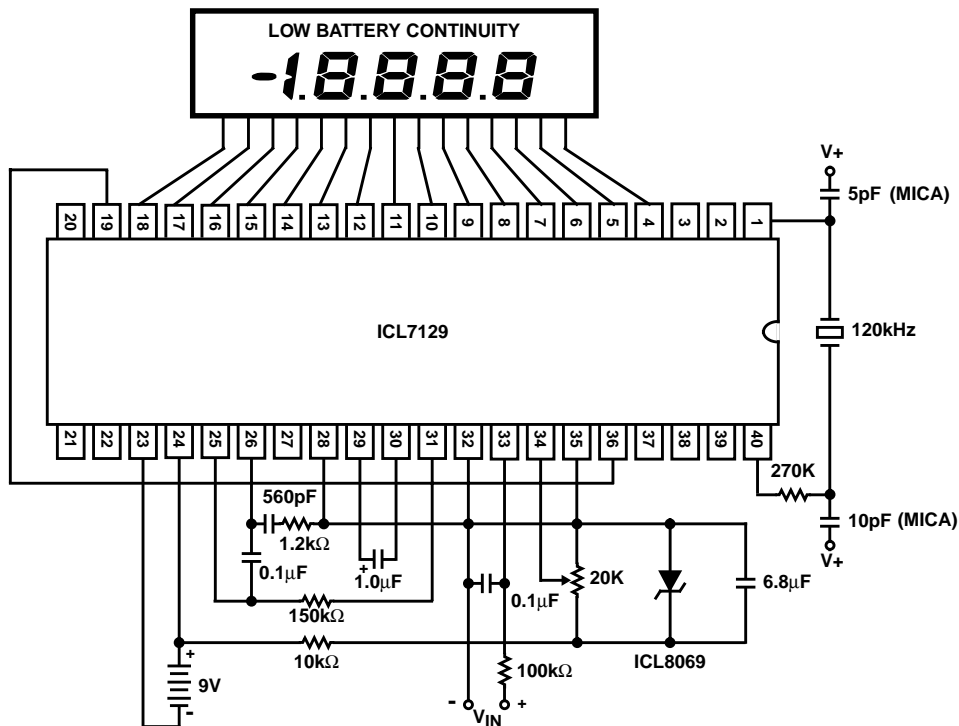 LOW BATTERY CONTINUITY
-1.8.8.8.8
V+
5pF (MICA)
20 19 18 17 16 15 14 13 12 11 10 9 8 7 6 5 4 3 2 1
ICL7129
120kHz
21 22 23 24 25 26 27 28 29 30 31 32 33 34 35 36 37 38 39 40
270K
560pF
10pF (MICA)
1.2kΩ
V+
0.1μF
+
1.0μF
0.1μF
20K
6.8μF
150kΩ
10kΩ
ICL8069
+
9V
-
100kΩ
- VIN +